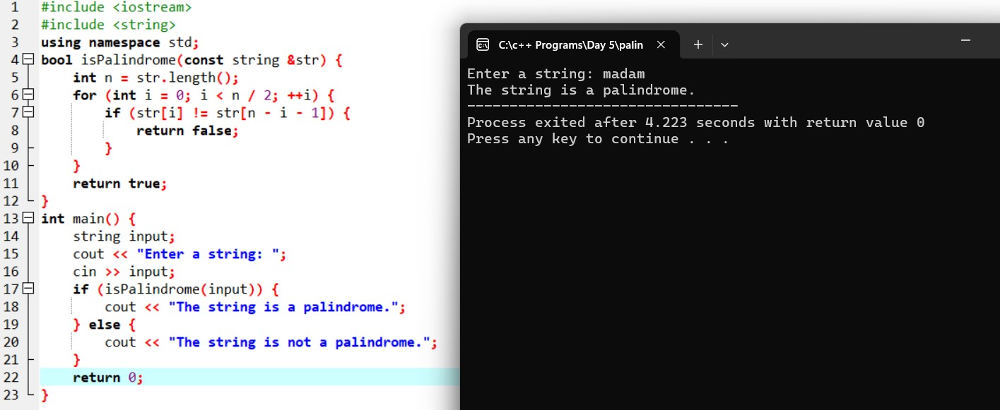 1 #include <iostream>
2 #include <string>
3 using namespace std;
4 bool isPalindrome(const string &str) {
5     int n = str.length();
6     for (int i = 0; i < n / 2; ++i) {
7         if (str[i] != str[n - i - 1]) {
8             return false;
9         }
10     }
11     return true;
12 }
13 int main() {
14     string input;
15     cout << "Enter a string: ";
16     cin >> input;
17     if (isPalindrome(input)) {
18         cout << "The string is a palindrome.";
19     } else {
20         cout << "The string is not a palindrome.";
21     }
22     return 0;
23 }
C:\c++ Programs\Day 5\palin
Enter a string: madam
The string is a palindrome.
--------------------------------
Process exited after 4.223 seconds with return value 0
Press any key to continue . . .